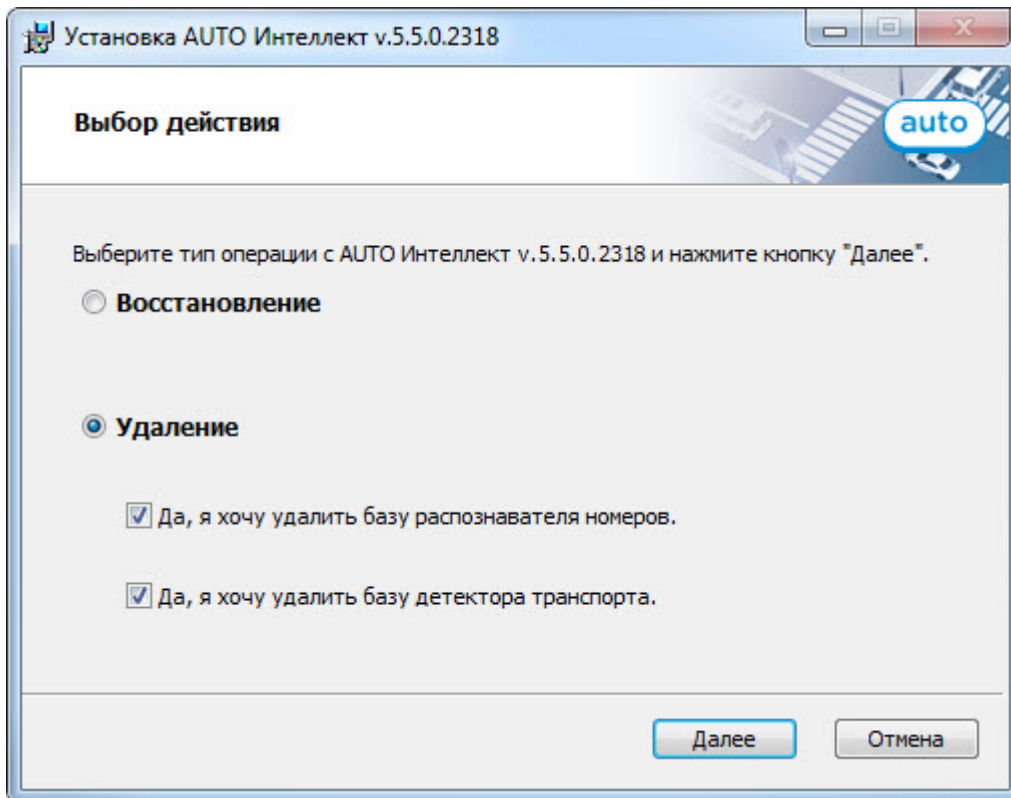 Установка AUTO Интеллект v.5.5.0.2318
Выбор действия
auto
Выберите тип операции с AUTO Интеллект v.5.5.0.2318 и нажмите кнопку "Далее".
Восстановление
Удаление
Да, я хочу удалить базу распознавателя номеров.
Да, я хочу удалить базу детектора транспорта.
Далее
Отмена